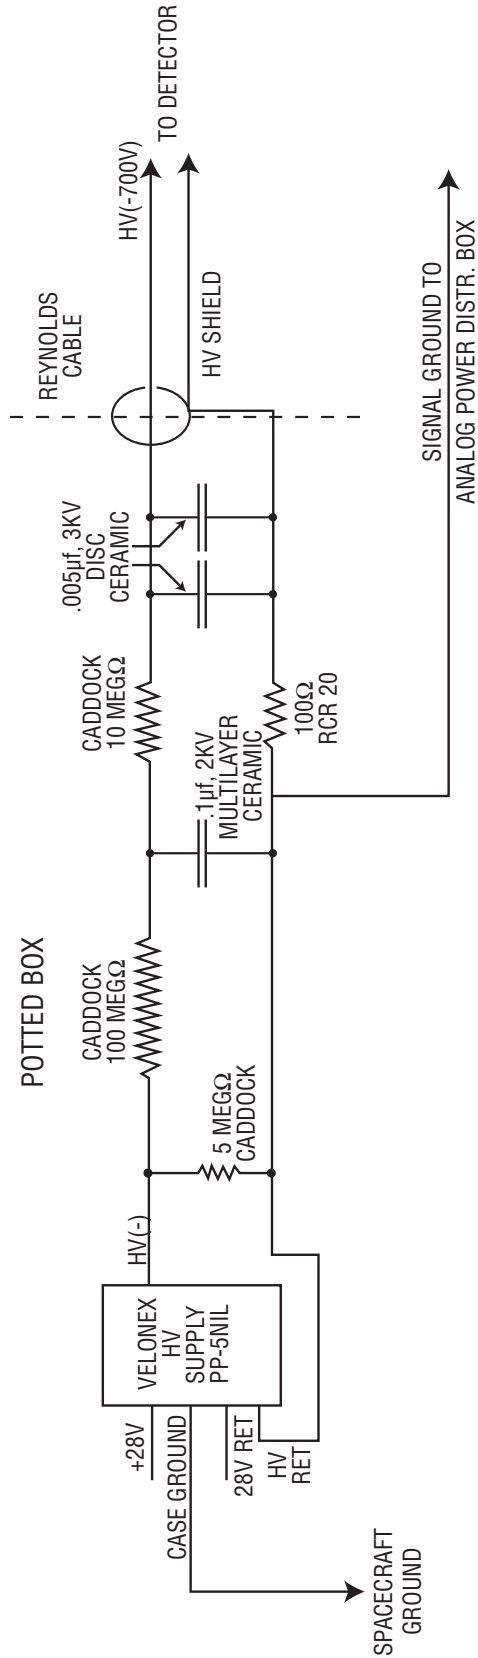 POTTED BOX
VELONEX
HV
SUPPLY
PP-5NIL
+28V
CASE GROUND
28V RET
HV
RET
SPACECRAFT
GROUND
HV(-)
5 MEGΩ
CADDOCK
CADDOCK
100 MEGΩ
.1µf, 2KV
MULTILAYER
CERAMIC
CADDOCK
10 MEGΩ
100Ω
RCR 20
.005µf, 3KV
DISC
CERAMIC
REYNOLDS
CABLE
HV(-700V)
TO DETECTOR
HV SHIELD
SIGNAL GROUND TO
ANALOG POWER DISTR. BOX